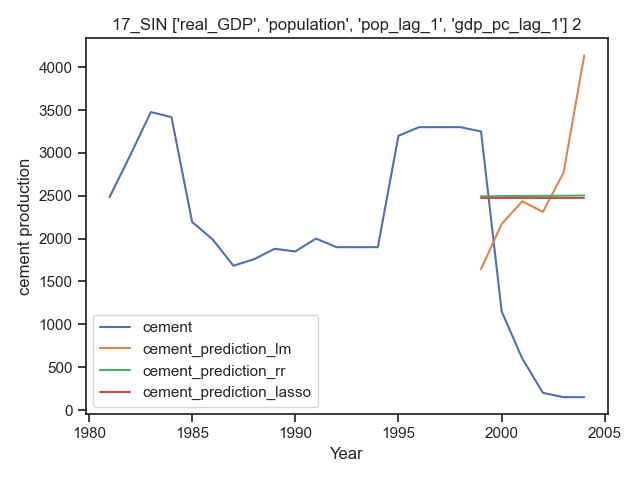 17_SIN ['real_GDP', 'population', 'pop_lag_1', 'gdp_pc_lag_1'] 2
4000
3500
3000
2500
2000
1500
1000
500
0
cement production
cement
cement_prediction_lm
cement_prediction_rr
cement_prediction_lasso
1980
1985
1990
1995
2000
2005
Year